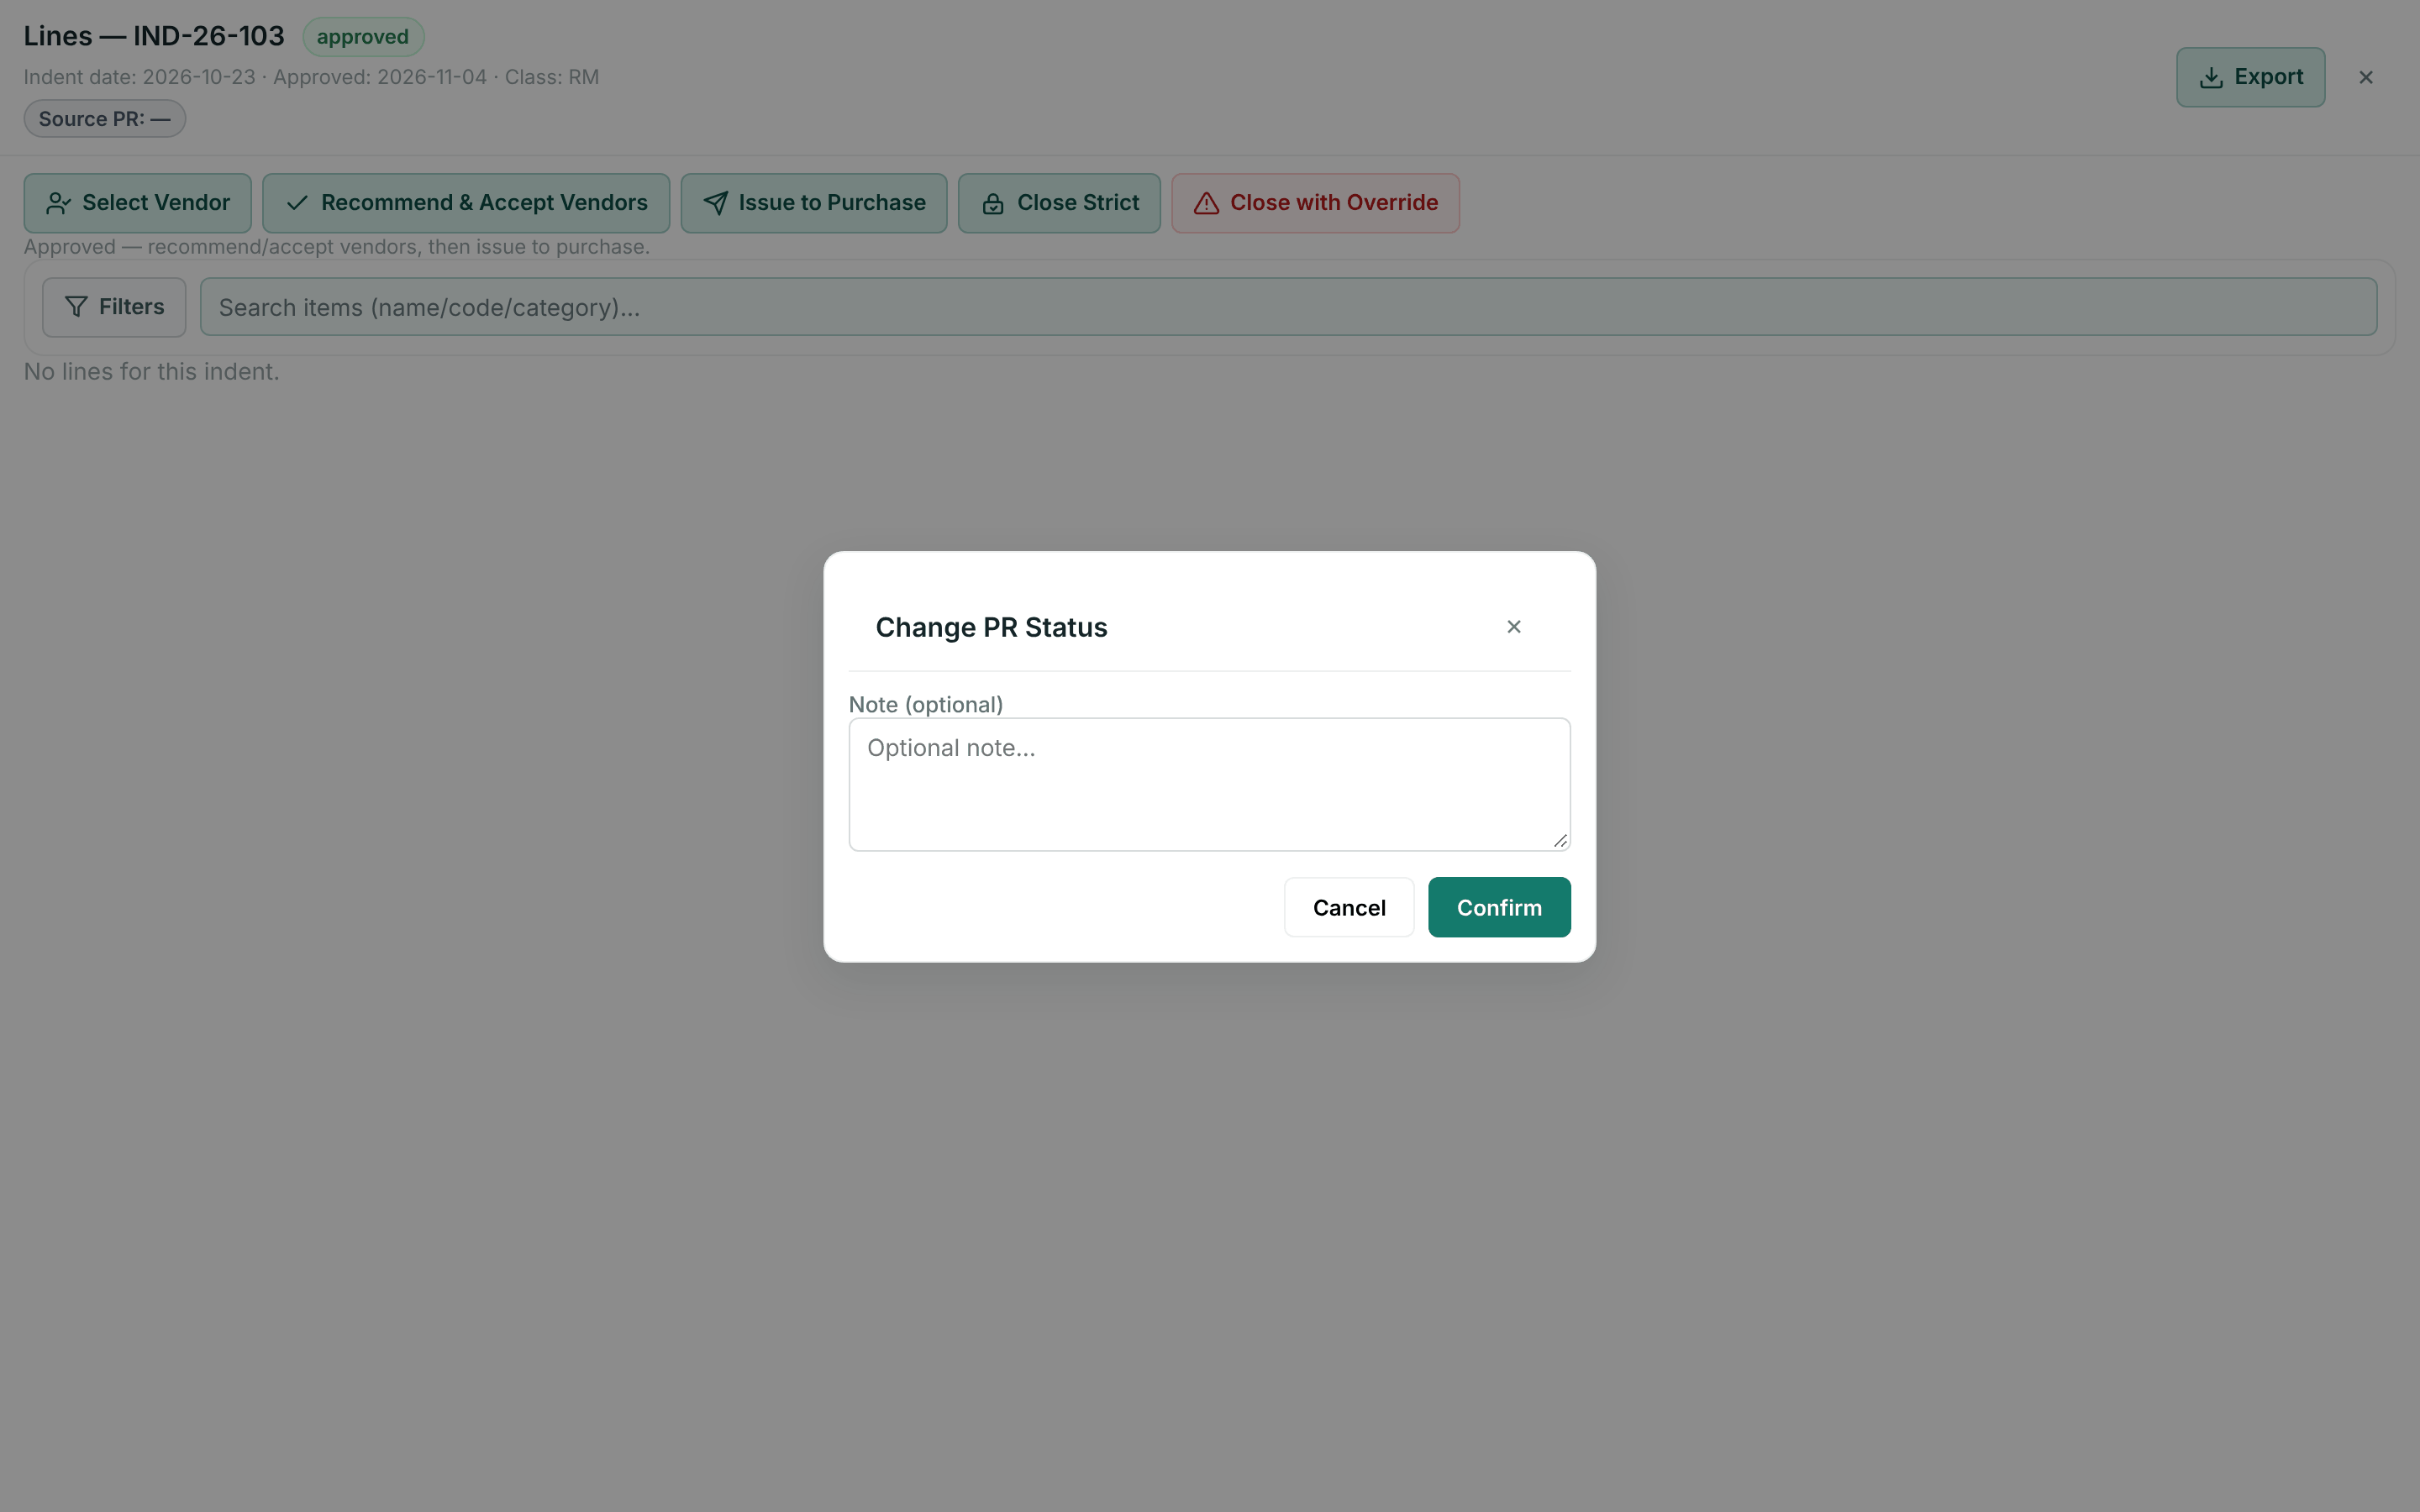 Lines — IND-26-103 approved
Indent date: 2026-10-23 · Approved: 2026-11-04 · Class: RM
Source PR: —
Export
Select Vendor
Recommend & Accept Vendors
Issue to Purchase
Close Strict
Close with Override
Approved — recommend/accept vendors, then issue to purchase.
Filters
Search items (name/code/category)...
No lines for this indent.
Change PR Status
Note (optional)
Optional note...
Cancel
Confirm